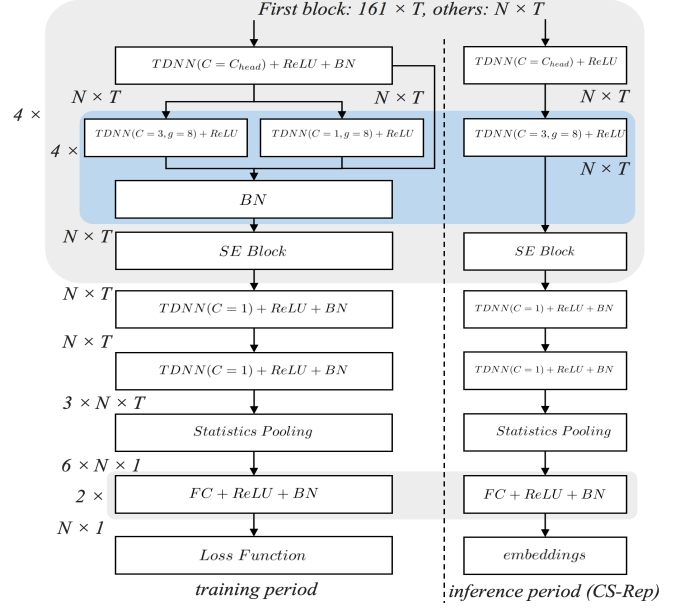 First block: 161 × T, others: N × T
TDNN(C = C_head) + ReLU + BN
TDNN(C = C_head) + ReLU
N × T
N × T
N × T
4 ×
TDNN(C = 3, g = 8) + ReLU
TDNN(C = 1, g = 8) + ReLU
TDNN(C = 3, g = 8) + ReLU
4 ×
N × T
BN
N × T
SE Block
SE Block
N × T
TDNN(C = 1) + ReLU + BN
TDNN(C = 1) + ReLU + BN
N × T
TDNN(C = 1) + ReLU + BN
TDNN(C = 1) + ReLU + BN
3 × N × T
Statistics Pooling
Statistics Pooling
6 × N × 1
2 ×
FC + ReLU + BN
FC + ReLU + BN
N × 1
Loss Function
embeddings
training period
inference period (CS-Rep)